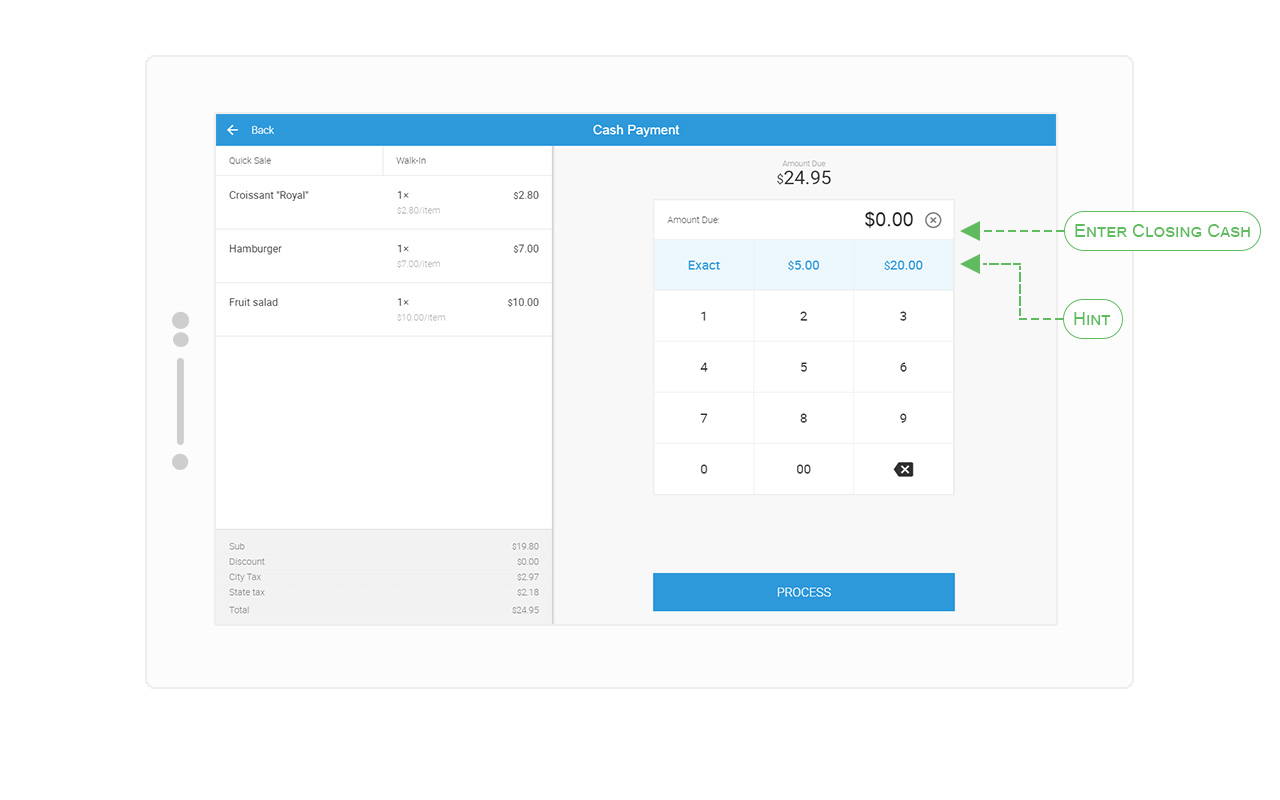 Back
Cash Payment
Quick Sale Walk-In
Croissant "Royal" 1× $2.80
$2.80/item
Hamburger 1× $7.00
$7.00/item
Fruit salad 1× $10.00
$10.00/item
Sub $19.80
Discount $0.00
City Tax $2.97
State tax $2.18
Total $24.95
Amount Due
$24.95
Amount Due: $0.00
Exact $5.00 $20.00
1 2 3
4 5 6
7 8 9
0 00
PROCESS
Enter Closing Cash
Hint